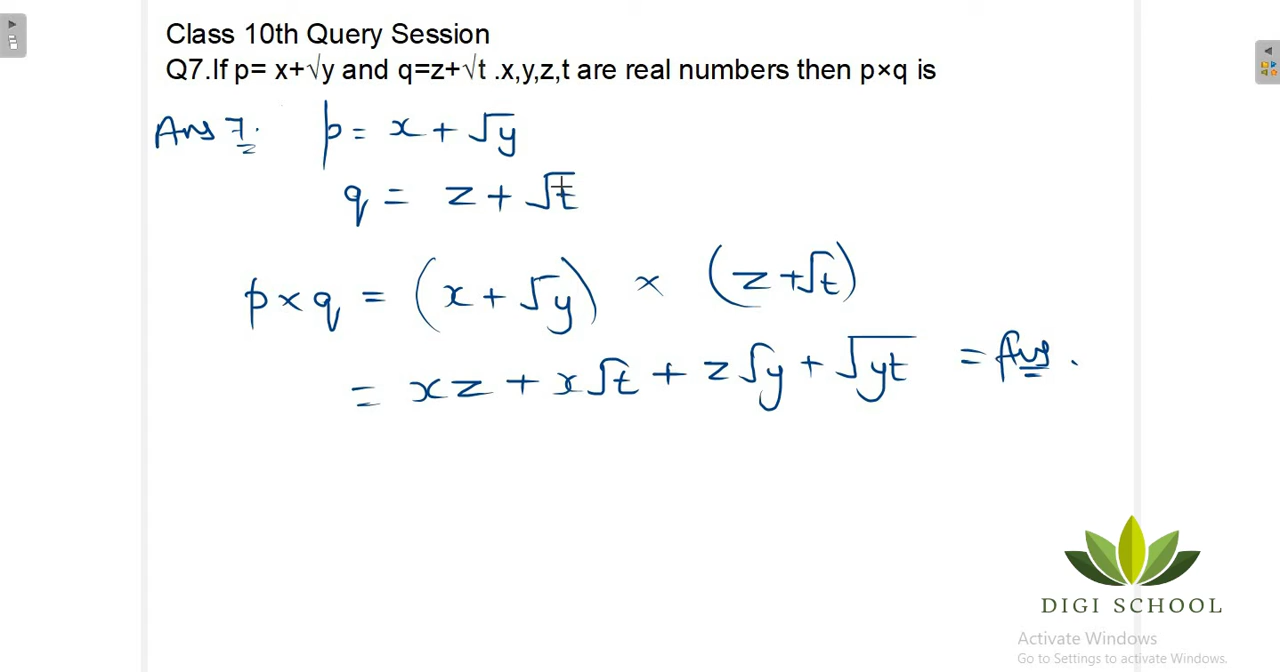 Class 10th Query Session
Q7.If p= x+√y and q=z+√t .x,y,z,t are real numbers then p×q is
Ans 7. p = x + √y
q = z + √t
p × q = (x + √y) × (z + √t)
= xz + x√t + z√y + √yt = Ans.
DIGI SCHOOL
Activate Windows
Go to Settings to activate Windows.